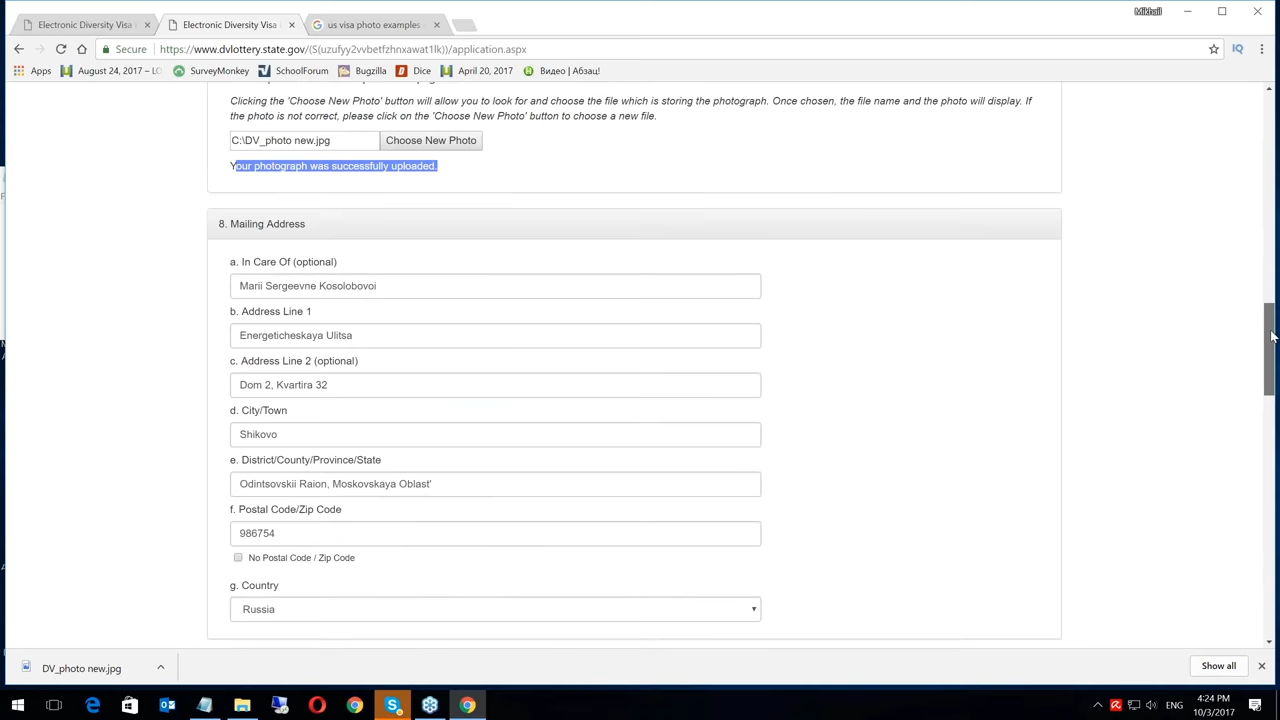 Mikhail
Electronic Diversity Visa
Electronic Diversity Visa
us visa photo examples
Secure
https://www.dvlottery.state.gov/(S(uzufyy2vvbetfzhnxawat1lk))/application.aspx
IQ
Apps
August 24, 2017 – LO
SurveyMonkey
SchoolForum
Bugzilla
Dice
April 20, 2017
Видео | Абзац!
Clicking the 'Choose New Photo' button will allow you to look for and choose the file which is storing the photograph. Once chosen, the file name and the photo will display. If
the photo is not correct, please click on the 'Choose New Photo' button to choose a new file.
C:\DV_photo new.jpg
Choose New Photo
Your photograph was successfully uploaded.
8. Mailing Address
a. In Care Of (optional)
Marii Sergeevne Kosolobovoi
b. Address Line 1
Energeticheskaya Ulitsa
c. Address Line 2 (optional)
Dom 2, Kvartira 32
d. City/Town
Shikovo
e. District/County/Province/State
Odintsovskii Raion, Moskovskaya Oblast'
f. Postal Code/Zip Code
986754
No Postal Code / Zip Code
g. Country
Russia
DV_photo new.jpg
Show all
ENG
4:24 PM
10/3/2017